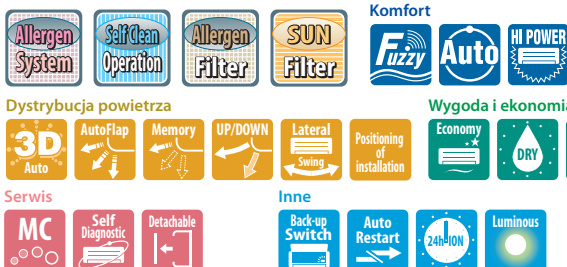 Komfort
Allergen
System
Self Clean
Operation
Allergen
Filter
SUN
Filter
Fuzzy
Auto
HI POWER
Dystrybucja powietrza
Wygoda i ekonomia
3D
Auto
AutoFlap
Memory
UP/DOWN
Lateral
Swing
Positioning
of
installation
Economy
DRY
Serwis
Inne
MC
Self
Diagnostic
Detachable
Back-up
Switch
Auto
Restart
24h ION
Luminous